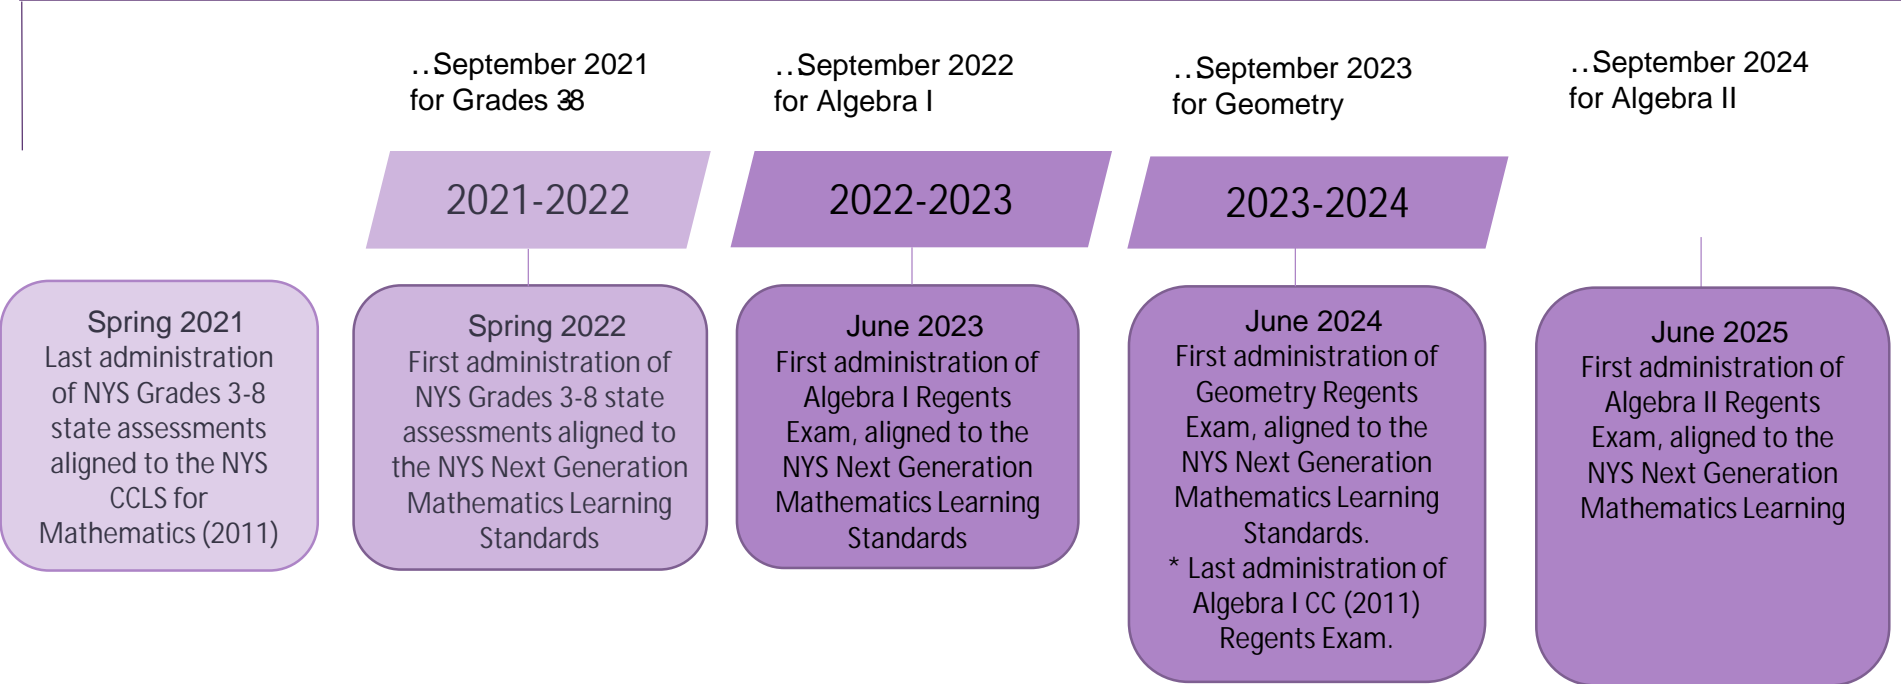 …September 2021
for Grades 3-8
…September 2022
for Algebra I
…September 2023
for Geometry
…September 2024
for Algebra II
2021-2022
2022-2023
2023-2024
Spring 2021
Last administration
of NYS Grades 3-8
state assessments
aligned to the NYS
CCLS for
Mathematics (2011)
Spring 2022
First administration of
NYS Grades 3-8 state
assessments aligned to
the NYS Next Generation
Mathematics Learning
Standards
June 2023
First administration of
Algebra I Regents
Exam, aligned to the
NYS Next Generation
Mathematics Learning
Standards
June 2024
First administration of
Geometry Regents
Exam, aligned to the
NYS Next Generation
Mathematics Learning
Standards.
* Last administration of
Algebra I CC (2011)
Regents Exam.
June 2025
First administration of
Algebra II Regents
Exam, aligned to the
NYS Next Generation
Mathematics Learning